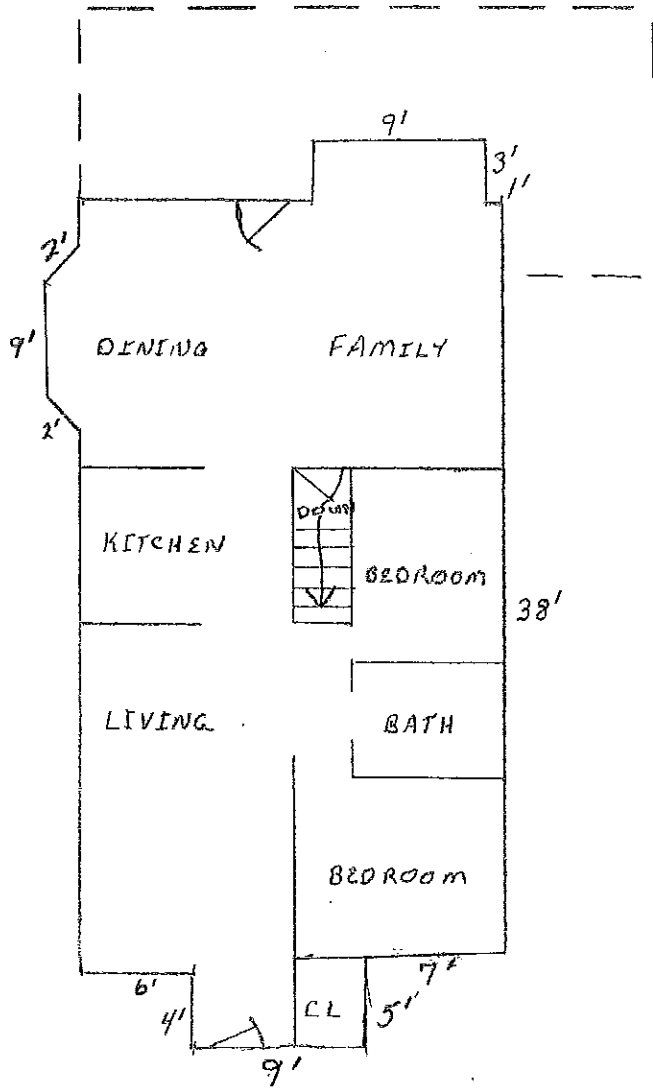 9'
3'
1'
2'
9'
DINING
FAMILY
2'
DOWN
KITCHEN
BEDROOM
38'
LIVING
BATH
BEDROOM
6'
7'
4'
CL
5'
9'